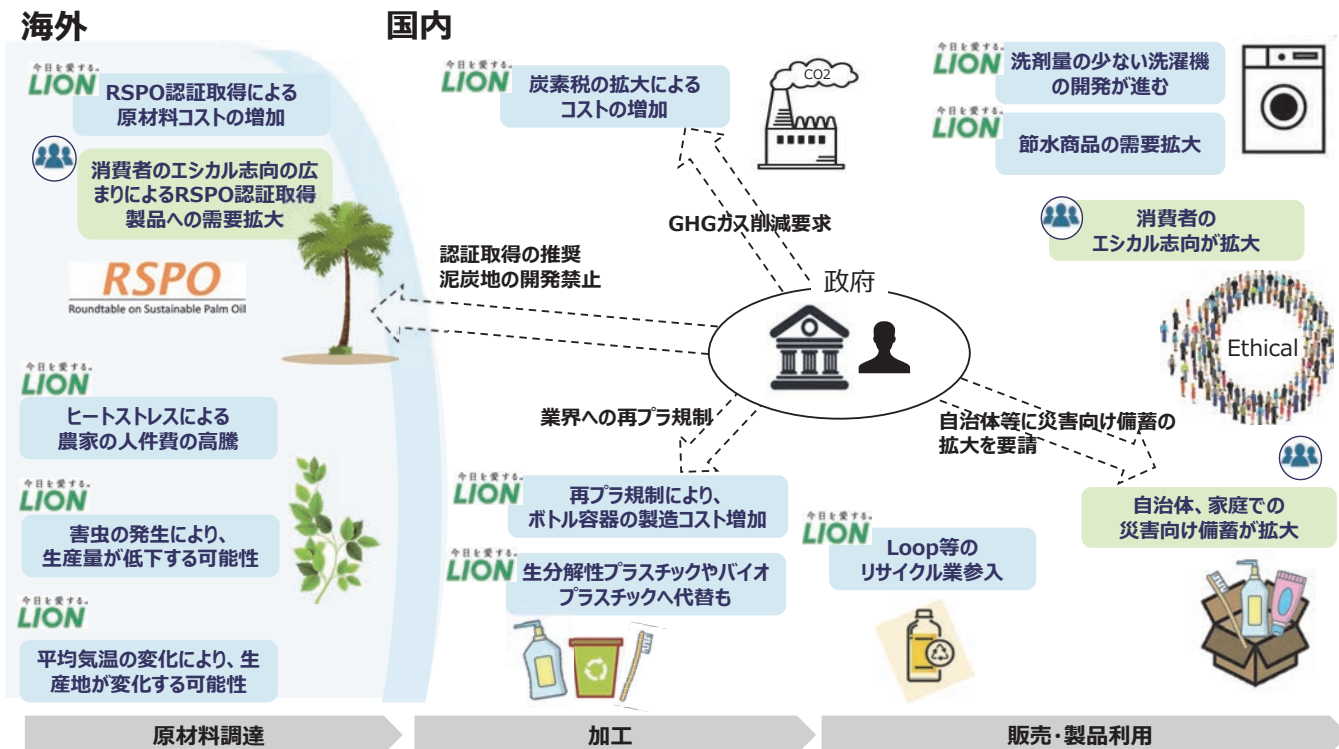 海外
国内
今日を愛する。
LION
RSPO認証取得による
原材料コストの増加
消費者のエシカル志向の広
まりによるRSPO認証取得
製品への需要拡大
RSPO
Roundtable on Sustainable Palm Oil
今日を愛する。
LION
ヒートストレスによる
農家の人件費の高騰
今日を愛する。
LION
害虫の発生により、
生産量が低下する可能性
今日を愛する。
LION
平均気温の変化により、生
産地が変化する可能性
今日を愛する。
LION
炭素税の拡大による
コストの増加
CO2
GHGガス削減要求
認証取得の推奨
泥炭地の開発禁止
政府
業界への再プラ規制
自治体等に災害向け備蓄の
拡大を要請
今日を愛する。
LION
再プラ規制により、
ボトル容器の製造コスト増加
今日を愛する。
LION
生分解性プラスチックやバイオ
プラスチックへ代替も
今日を愛する。
LION
Loop等の
リサイクル業参入
今日を愛する。
LION
洗剤量の少ない洗濯機
の開発が進む
今日を愛する。
LION
節水商品の需要拡大
消費者の
エシカル志向が拡大
Ethical
自治体、家庭での
災害向け備蓄が拡大
原材料調達
加工
販売・製品利用